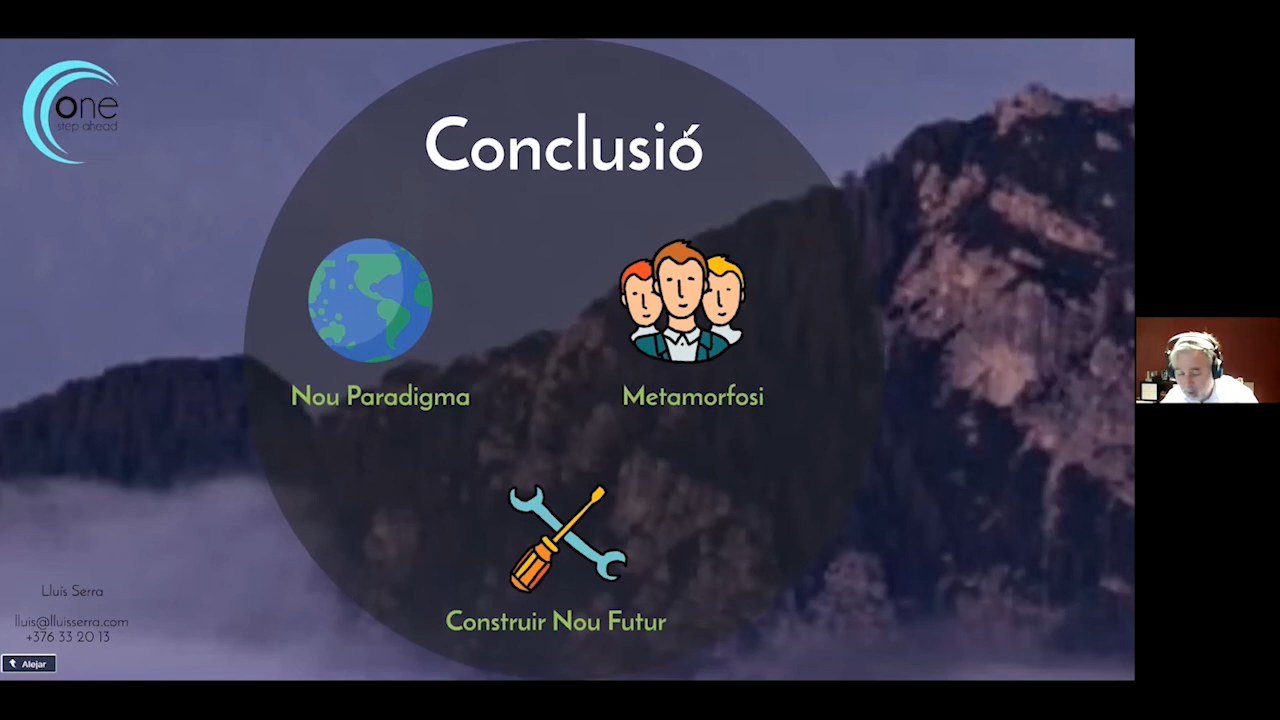 One
step-ahead
Conclusió
Nou Paradigma
Metamorfosi
Construir Nou Futur
Lluís Serra
lluis@lluisserra.com
+376 33 20 13
Alejar